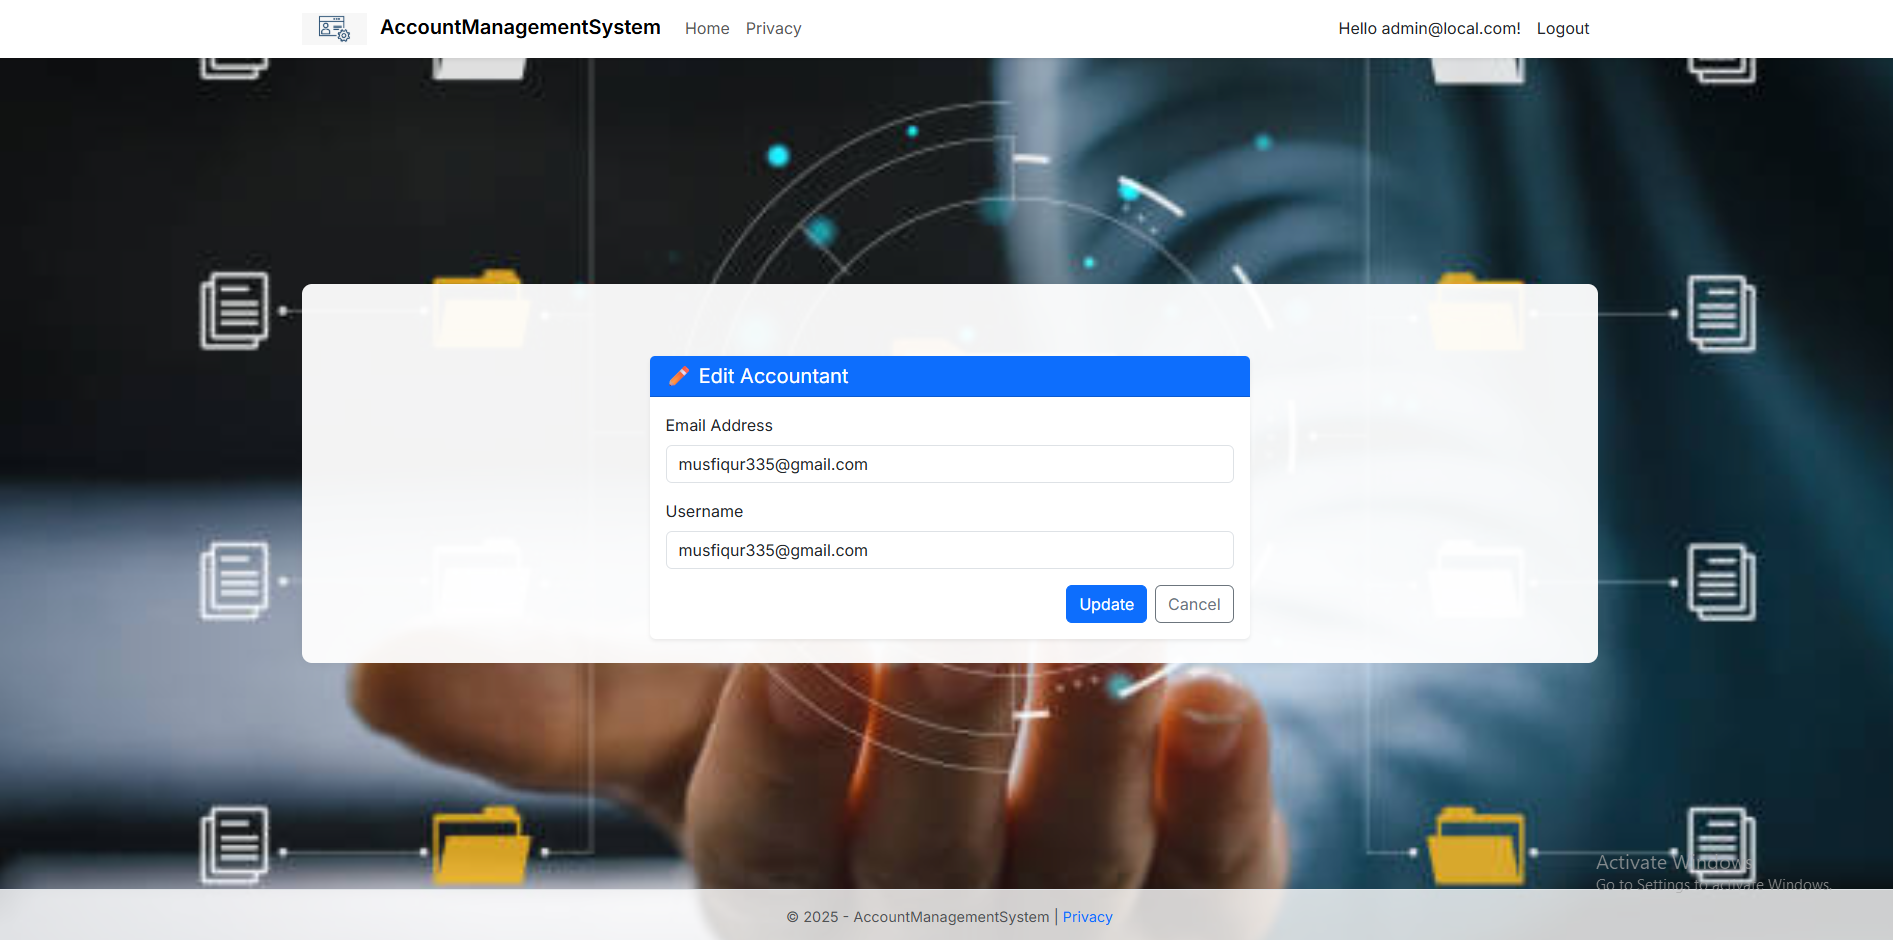 AccountManagementSystem Home Privacy Hello admin@local.com! Logout
Edit Accountant
Email Address
musfiqur335@gmail.com
Username
musfiqur335@gmail.com
Update Cancel
Activate Windows
Go to Settings to activate Windows.
© 2025 - AccountManagementSystem | Privacy